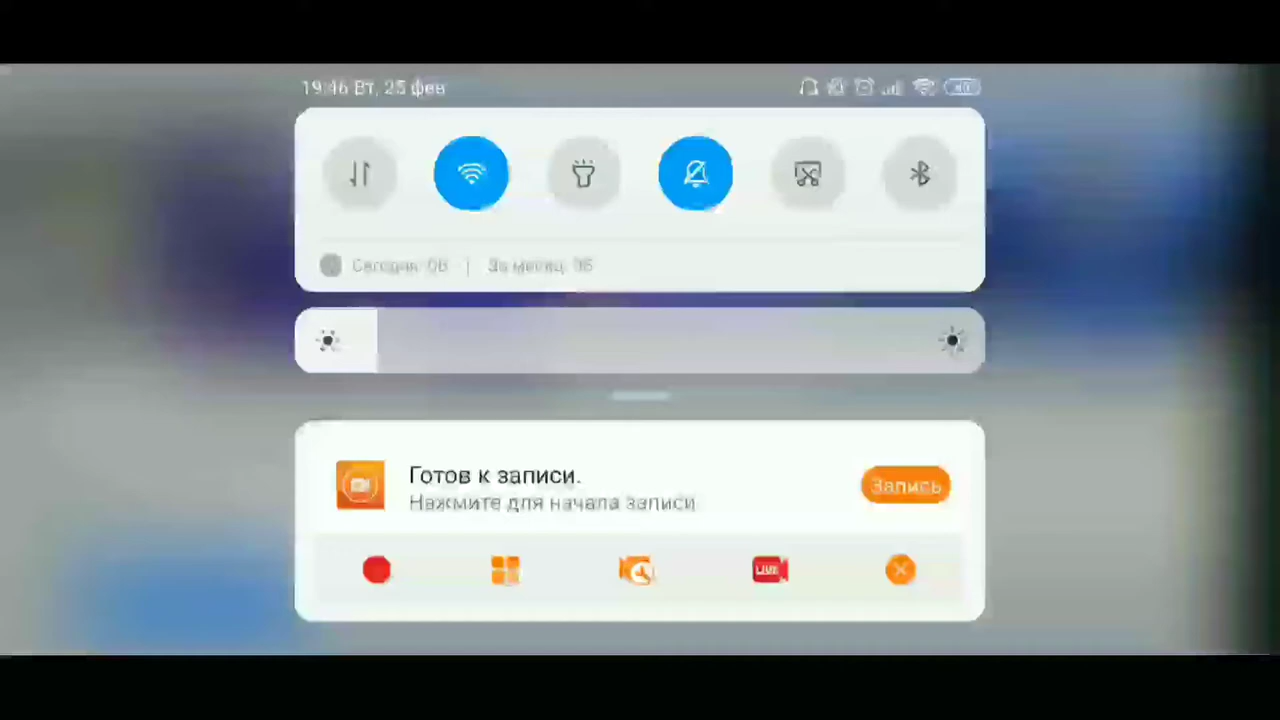 19:46 Вт, 25 фев
Сегодня: 0Б | За месяц: 0Б
Готов к записи.
Нажмите для начала записи
Запись
LIVE